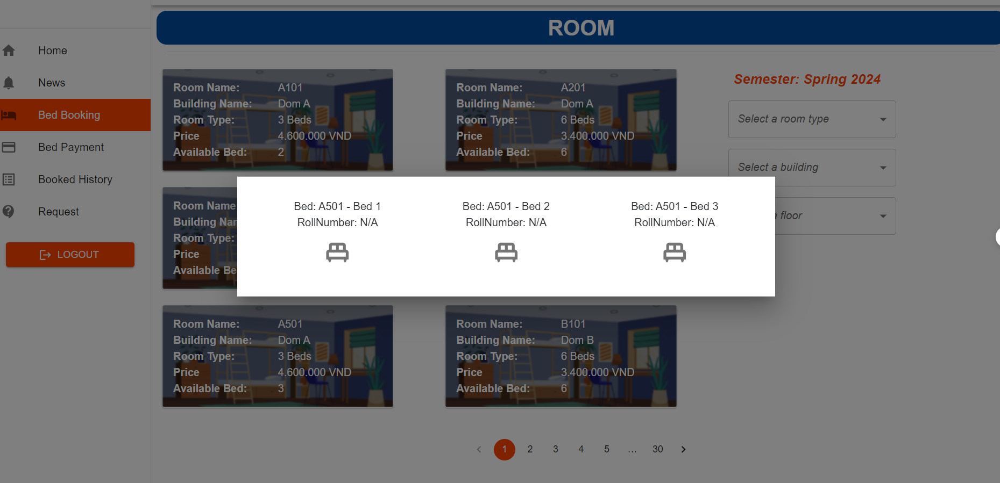 ROOM
Home
News
Bed Booking
Bed Payment
Booked History
Request
LOGOUT
Room Name: A101
Building Name: Dom A
Room Type: 3 Beds
Price 4.600.000 VND
Available Bed: 2
Room Name: A201
Building Name: Dom A
Room Type: 6 Beds
Price 3.400.000 VND
Available Bed: 6
Semester: Spring 2024
Select a room type
Select a building
floor
Room Name
Building
Room Type:
Price
Available
Bed: A501 - Bed 1
RollNumber: N/A
Bed: A501 - Bed 2
RollNumber: N/A
Bed: A501 - Bed 3
RollNumber: N/A
Room Name: A501
Building Name: Dom A
Room Type: 3 Beds
Price 4.600.000 VND
Available Bed: 3
Room Name: B101
Building Name: Dom B
Room Type: 6 Beds
Price 3.400.000 VND
Available Bed: 6
1 2 3 4 5 ... 30